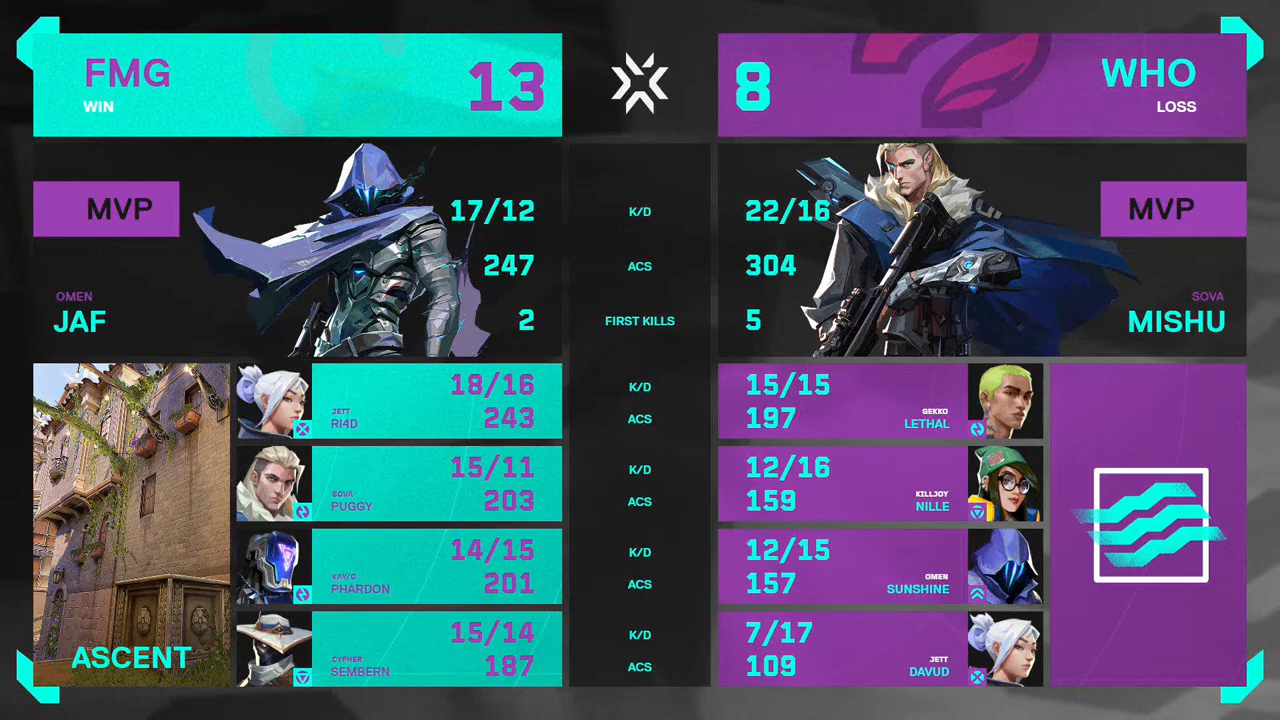 FMG
WIN
13
8
WHO
LOSS
MVP
17/12
K/D
22/16
MVP
247
ACS
304
OMEN
JAF
2
FIRST KILLS
5
SOVA
MISHU
JETT
RI4D
18/16
243
K/D
ACS
15/15
197
GEKKO
LETHAL
SOVA
PUGGY
15/11
203
K/D
ACS
12/16
159
KILLJOY
NILLE
KAY/O
PHARDON
14/15
201
K/D
ACS
12/15
157
OMEN
SUNSHINE
CYPHER
SEMBERN
15/14
187
K/D
ACS
7/17
109
JETT
DAVUD
ASCENT